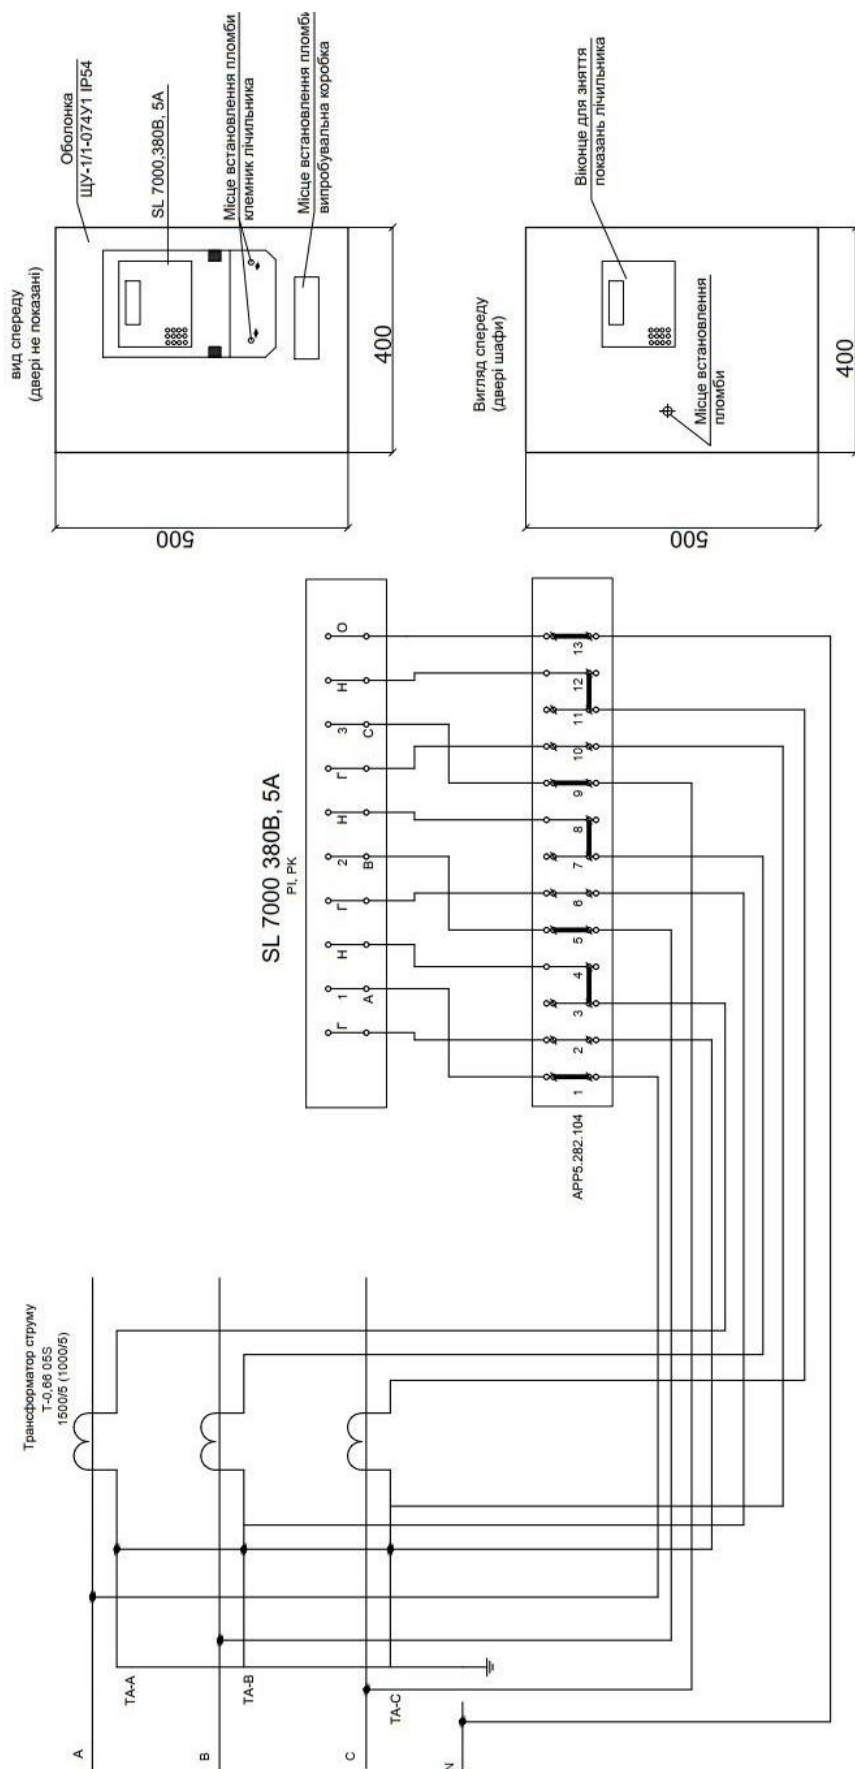 вид спереду
(двері не показані)
Оболонка
ЩУ-1/1-074У1 IP54
SL 7000,380В, 5А
Місце встановлення пломби
клемник лічильника
Місце встановлення пломби
випробувальна коробка
500
400
Вигляд спереду
(двері шафи)
Віконце для зняття
показань лічильника
Місце встановлення
пломби
500
400
SL 7000 380В, 5А
PI, PK
Г 1 Н Г 2 Н Г 3 Н О
А В С
1 2 3 4 5 6 7 8 9 10 11 12 13
АРР5.282.104
Трансформатор струму
Т-0,66 05S
1500/5 (1000/5)
ТА-А
ТА-В
ТА-С
А
В
С
N